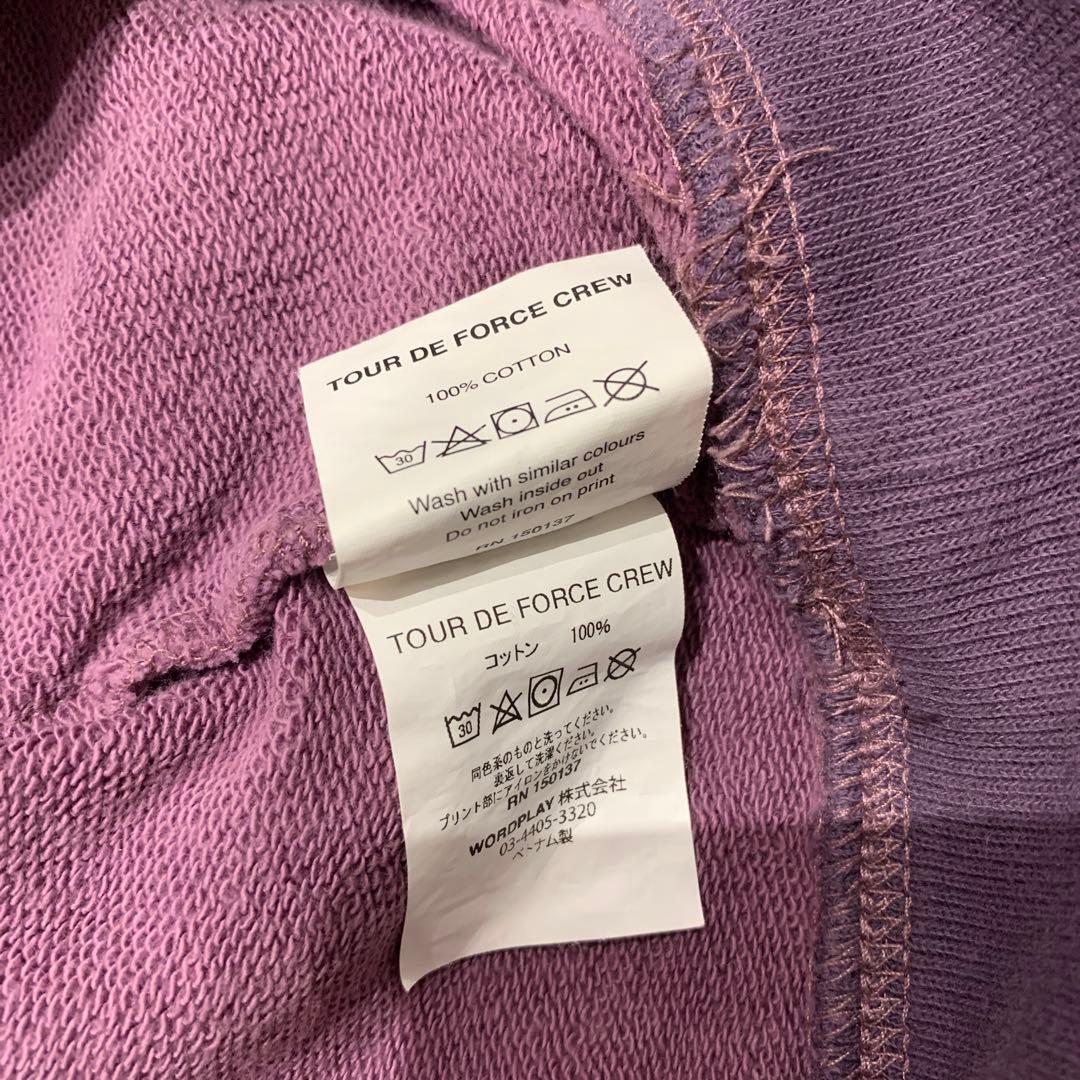 TOUR DE FORCE CREW
100% COTTON
30
Wash with similar colours
Wash inside out
Do not iron on print
RN 150137
TOUR DE FORCE CREW
コットン 100%
30
同色系のものと洗ってください。
裏返して洗濯ください。
プリント部にアイロンをかけないでください。
RN 150137
WORDPLAY 株式会社
03-4405-3320
ベトナム製